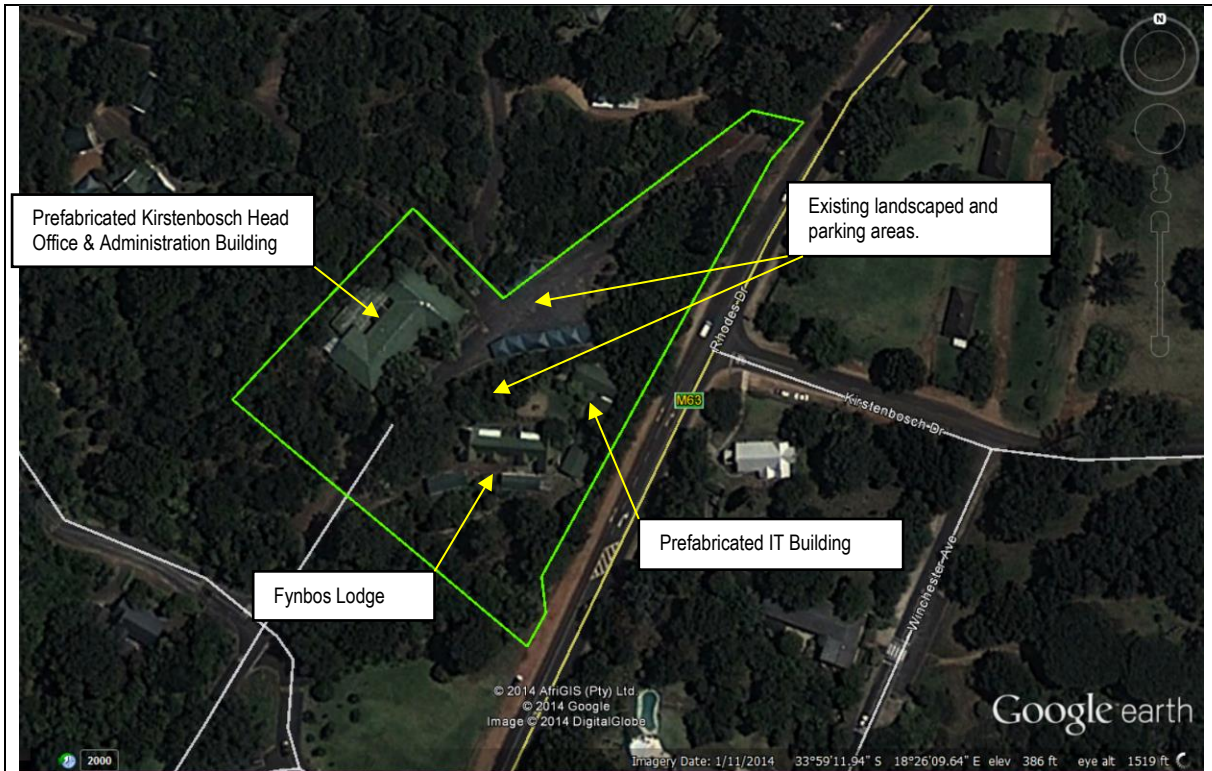 N
Prefabricated Kirstenbosch Head
Office & Administration Building
Existing landscaped and
parking areas.
Rhodes Dr
M63
Kirstenbosch Dr
Prefabricated IT Building
Fynbos Lodge
Winchester Ave
© 2014 AfriGIS (Pty) Ltd.
© 2014 Google
Image © 2014 DigitalGlobe
Google earth
2000
Imagery Date: 1/11/2014 33°59'11.94" S 18°26'09.64" E elev 386 ft eye alt 1519 ft